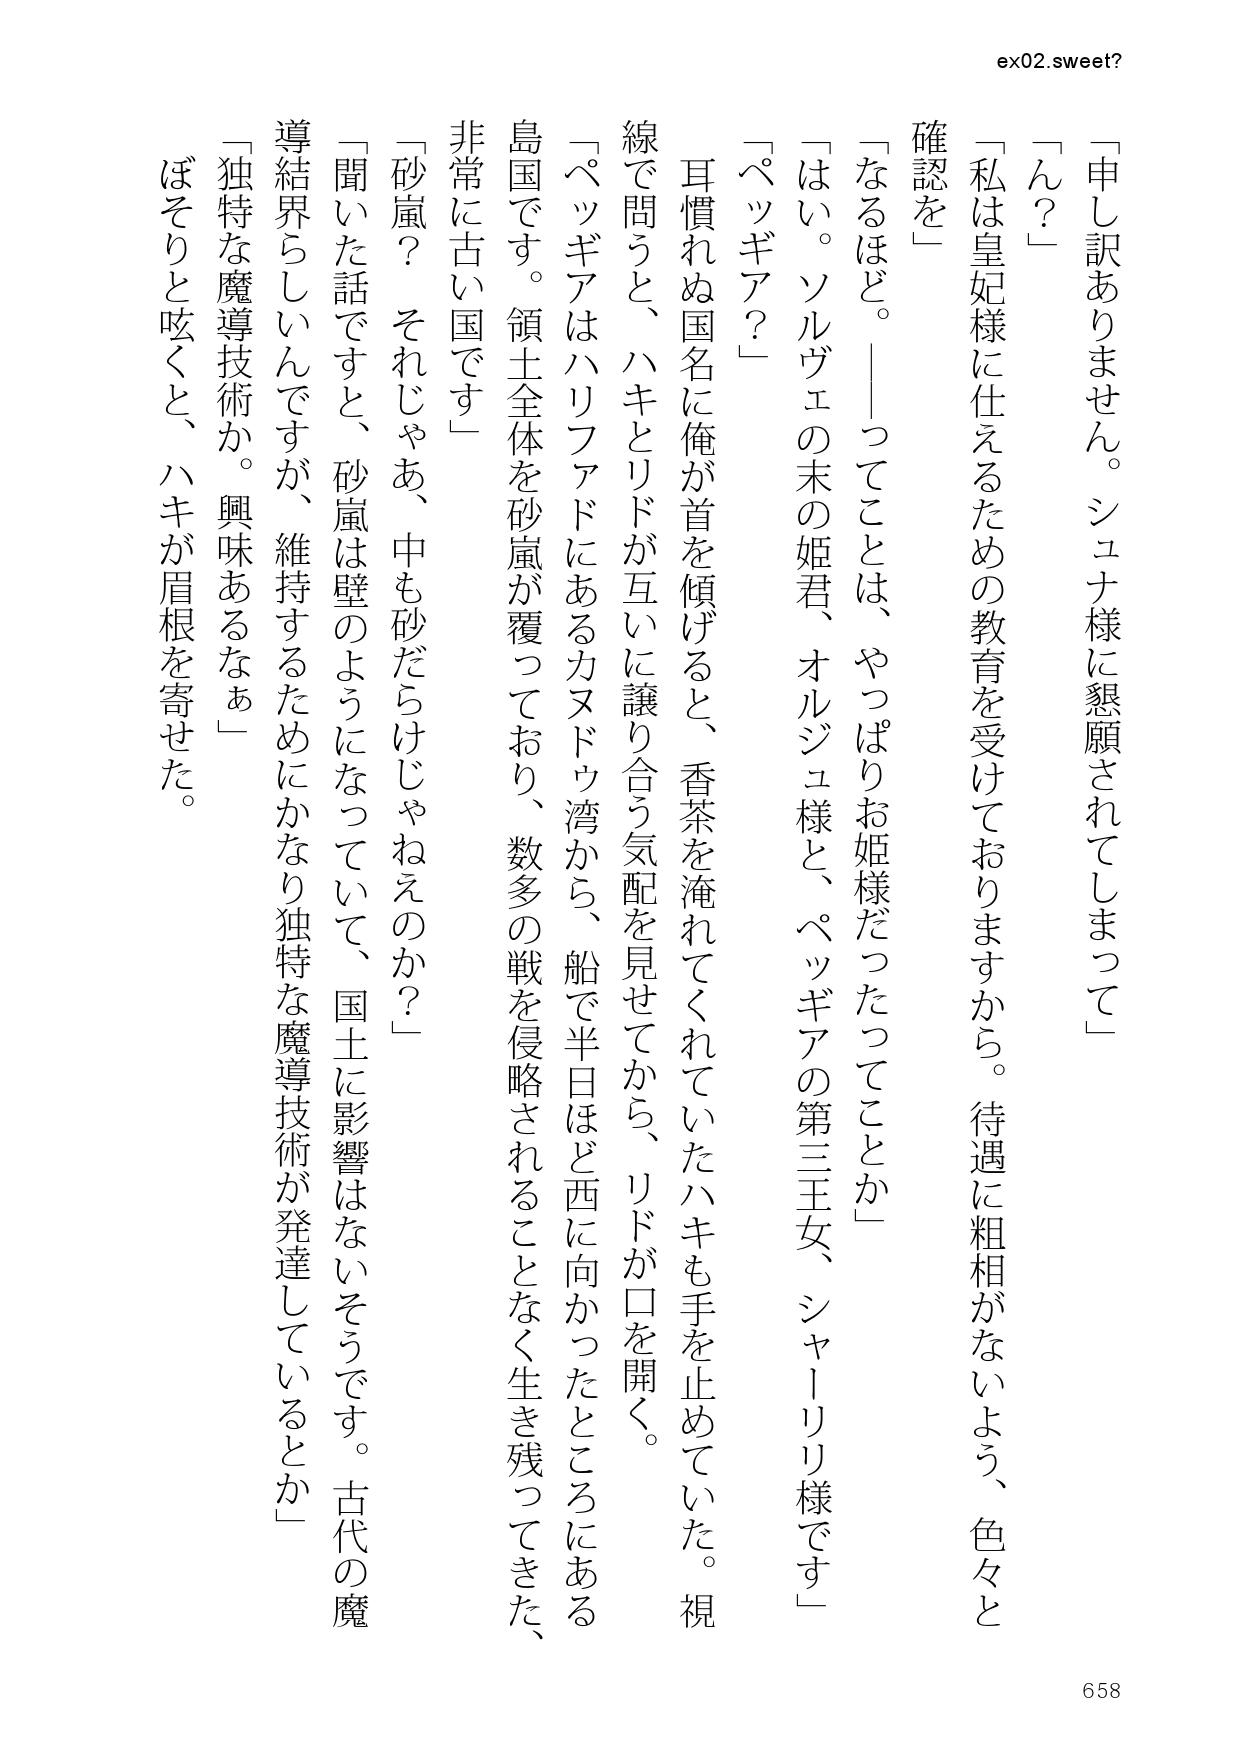 ex02.sweet?
「申し訳ありません。シュナ様に懇願されてしまって」
「ん？」
「私は皇妃様に仕えるための教育を受けておりますから。待遇に粗相がないよう、色々と
確認を」
「なるほど。――ってことは、やっぱりお姫様だったってことか」
「はい。ソルヴェの末の姫君、オルジュ様と、ペッギアの第三王女、シャーリリ様です」
「ペッギア？」
　耳慣れぬ国名に俺が首を傾げると、香茶を淹れてくれていたハキも手を止めていた。視
線で問うと、ハキとリドが互いに譲り合う気配を見せてから、リドが口を開く。
「ペッギアはハリファドにあるカヌドゥ湾から、船で半日ほど西に向かったところにある
島国です。領土全体を砂嵐が覆っており、数多の戦を侵略されることなく生き残ってきた、
非常に古い国です」
「砂嵐？　それじゃあ、中も砂だらけじゃねえのか？」
「聞いた話ですと、砂嵐は壁のようになっていて、国土に影響はないそうです。古代の魔
導結界らしいんですが、維持するためにかなり独特な魔導技術が発達しているとか」
「独特な魔導技術か。興味あるなぁ」
　ぼそりと呟くと、ハキが眉根を寄せた。
658